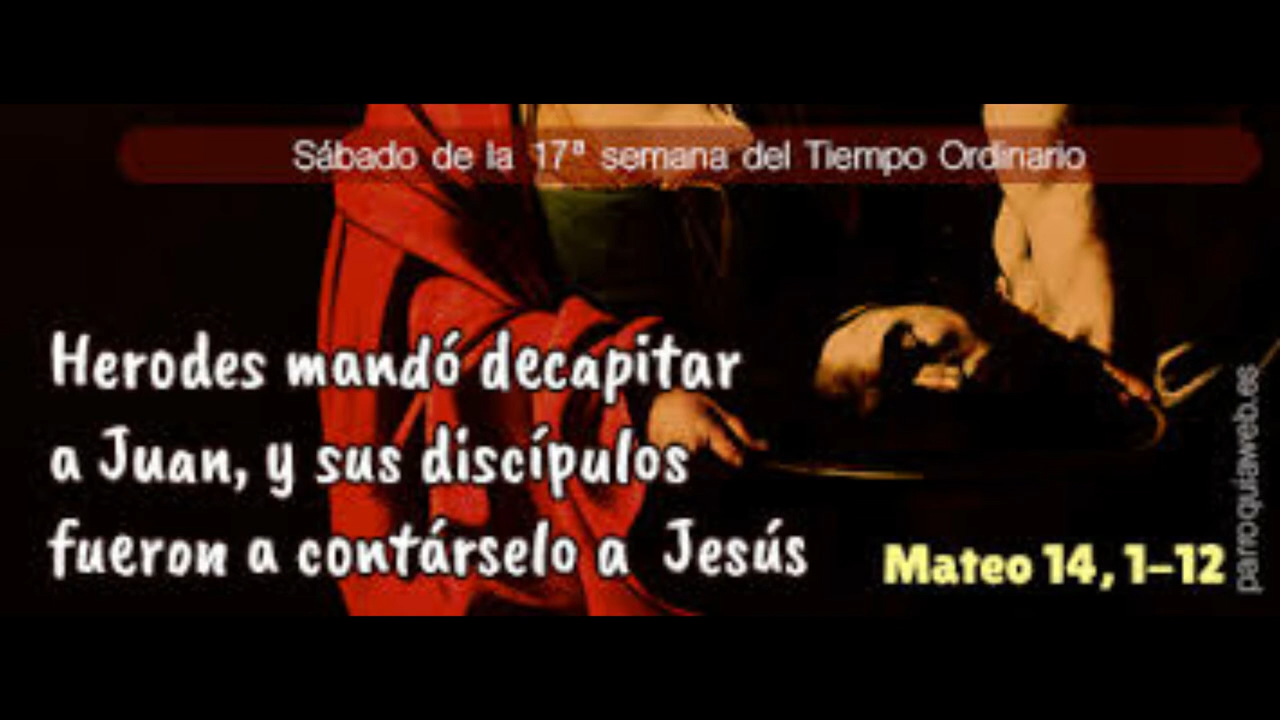 Sábado de la 17ª semana del Tiempo Ordinario
Herodes mandó decapitar
a Juan, y sus discípulos
fueron a contárselo a Jesús
Mateo 14, 1-12
parroquiaweb.es